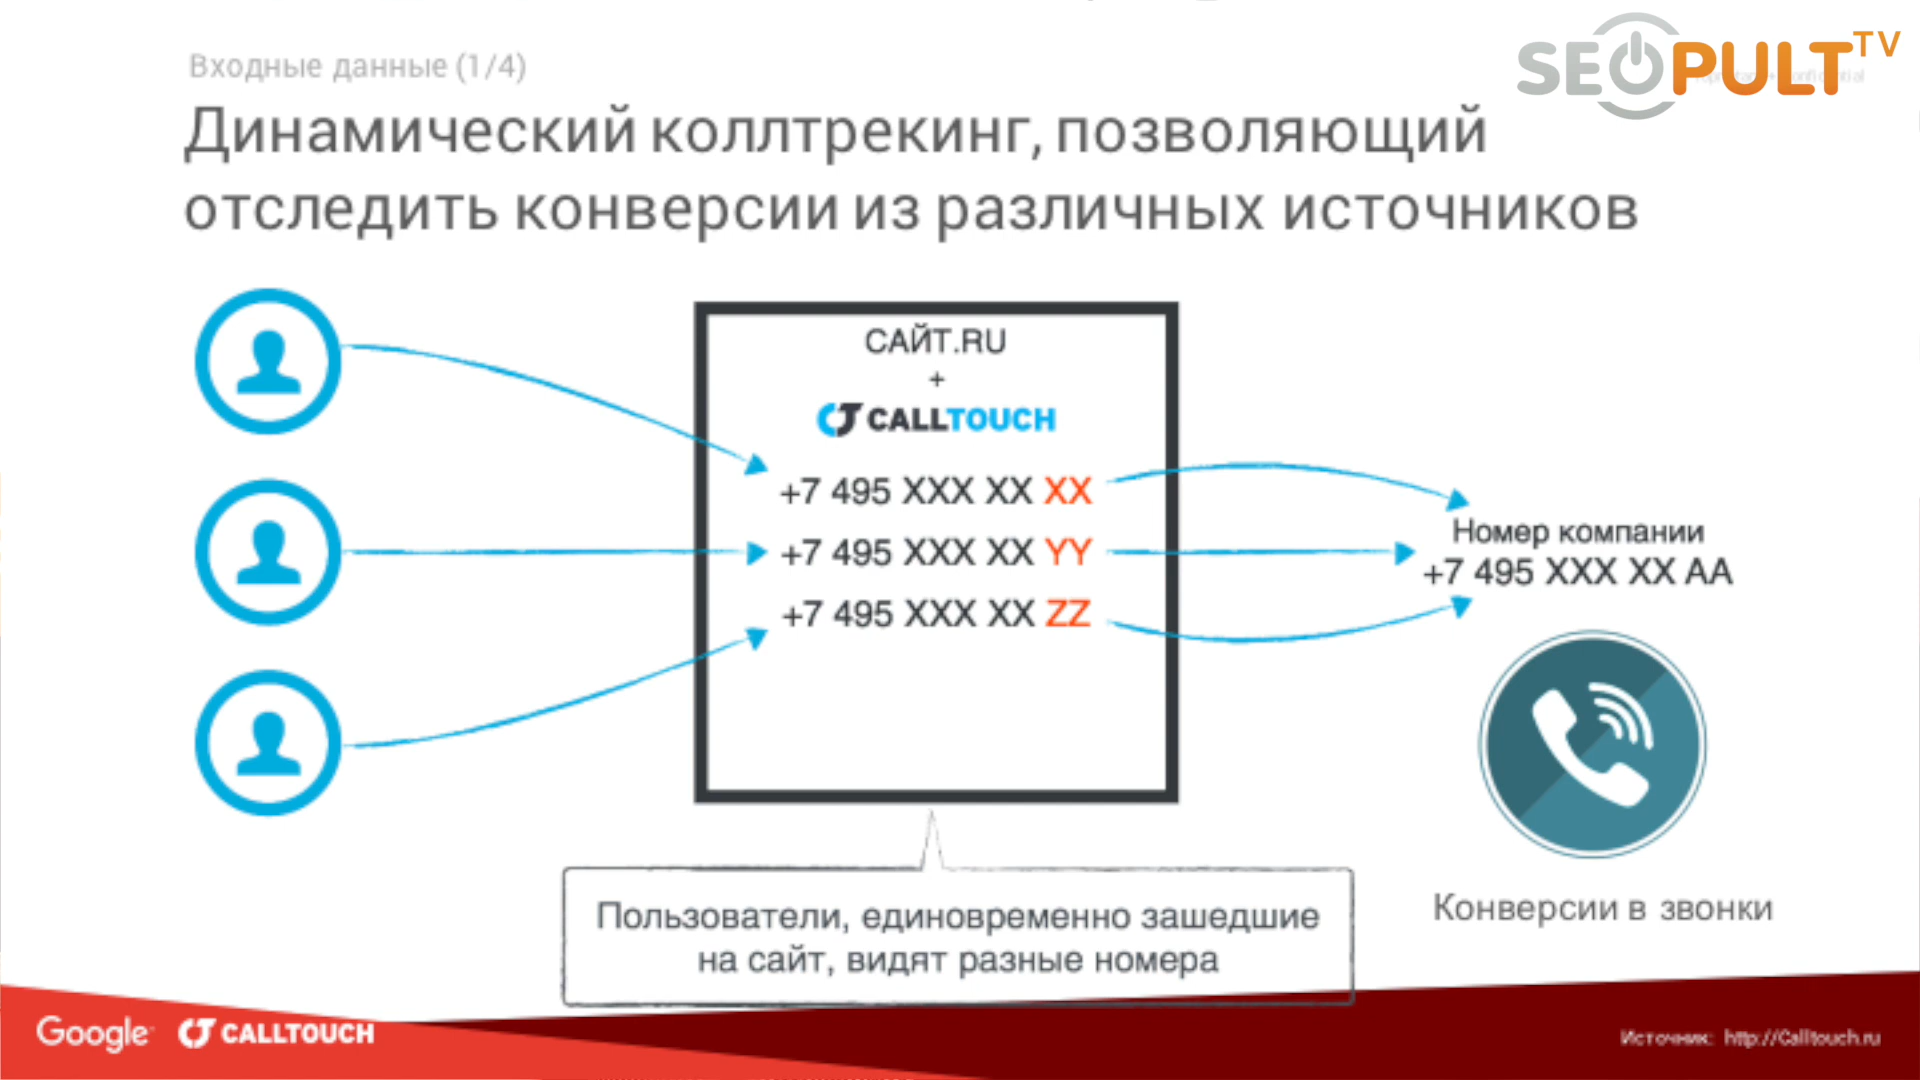 Входные данные (1/4)
SEOPULT TV
Динамический коллтрекинг, позволяющий
отследить конверсии из различных источников
САЙТ.RU
+
CALLTOUCH
+7 495 XXX XX XX
+7 495 XXX XX YY
+7 495 XXX XX ZZ
Номер компании
+7 495 XXX XX AA
Конверсии в звонки
Пользователи, единовременно зашедшие
на сайт, видят разные номера
Google CALLTOUCH
Источник: http://Calltouch.ru